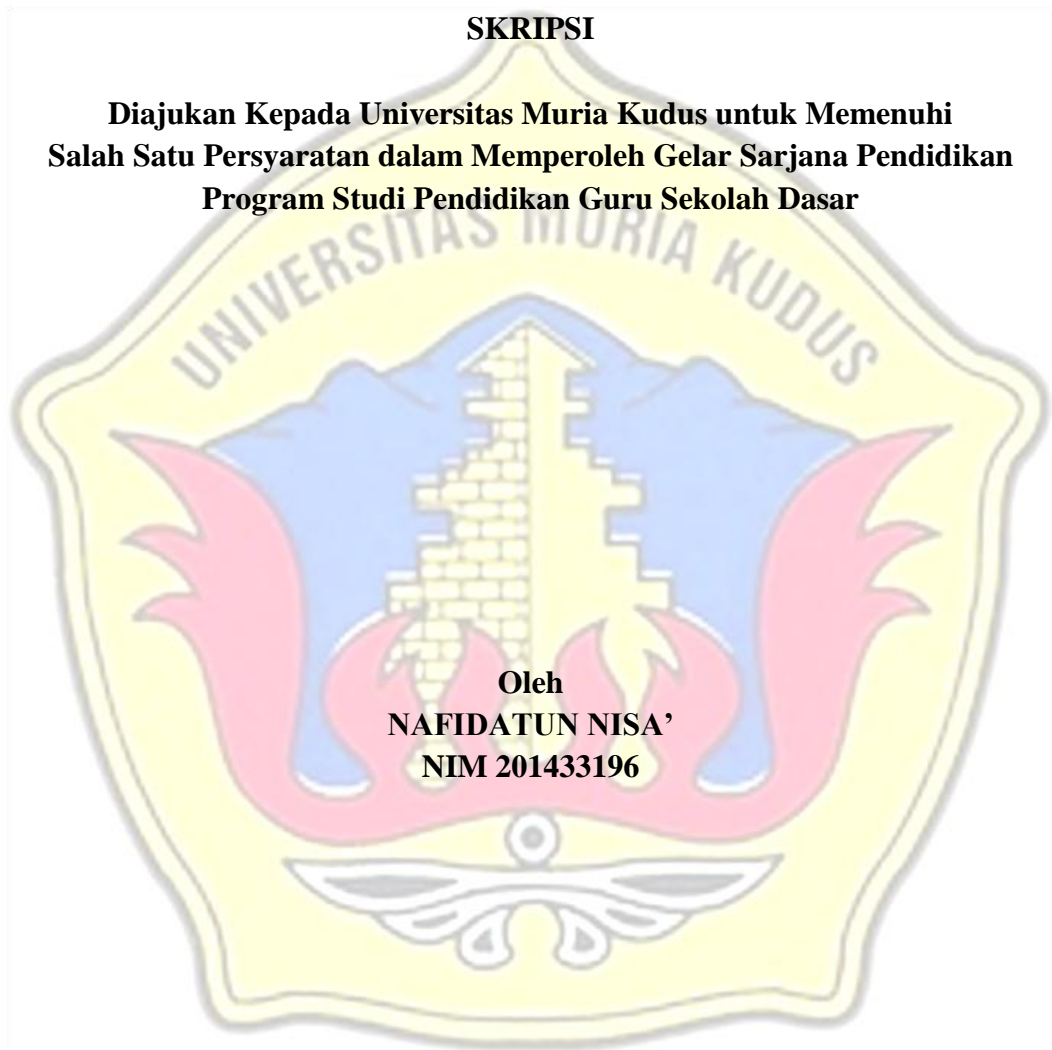 SKRIPSI
Diajukan Kepada Universitas Muria Kudus untuk Memenuhi
Salah Satu Persyaratan dalam Memperoleh Gelar Sarjana Pendidikan
Program Studi Pendidikan Guru Sekolah Dasar
UNIVERSITAS MURIA KUDUS
Oleh
NAFIDATUN NISA’
NIM 201433196